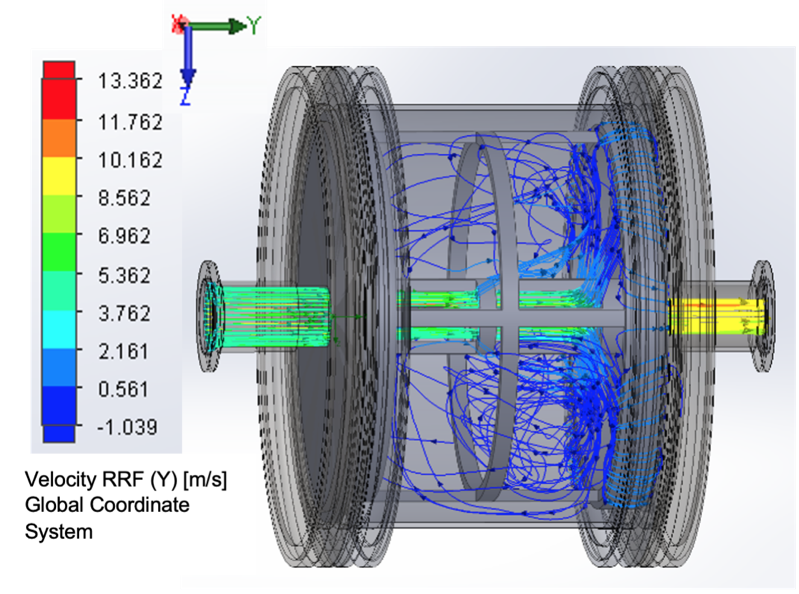 X
Y
Z
13.362
11.762
10.162
8.562
6.962
5.362
3.762
2.161
0.561
-1.039
Velocity RRF (Y) [m/s]
Global Coordinate
System